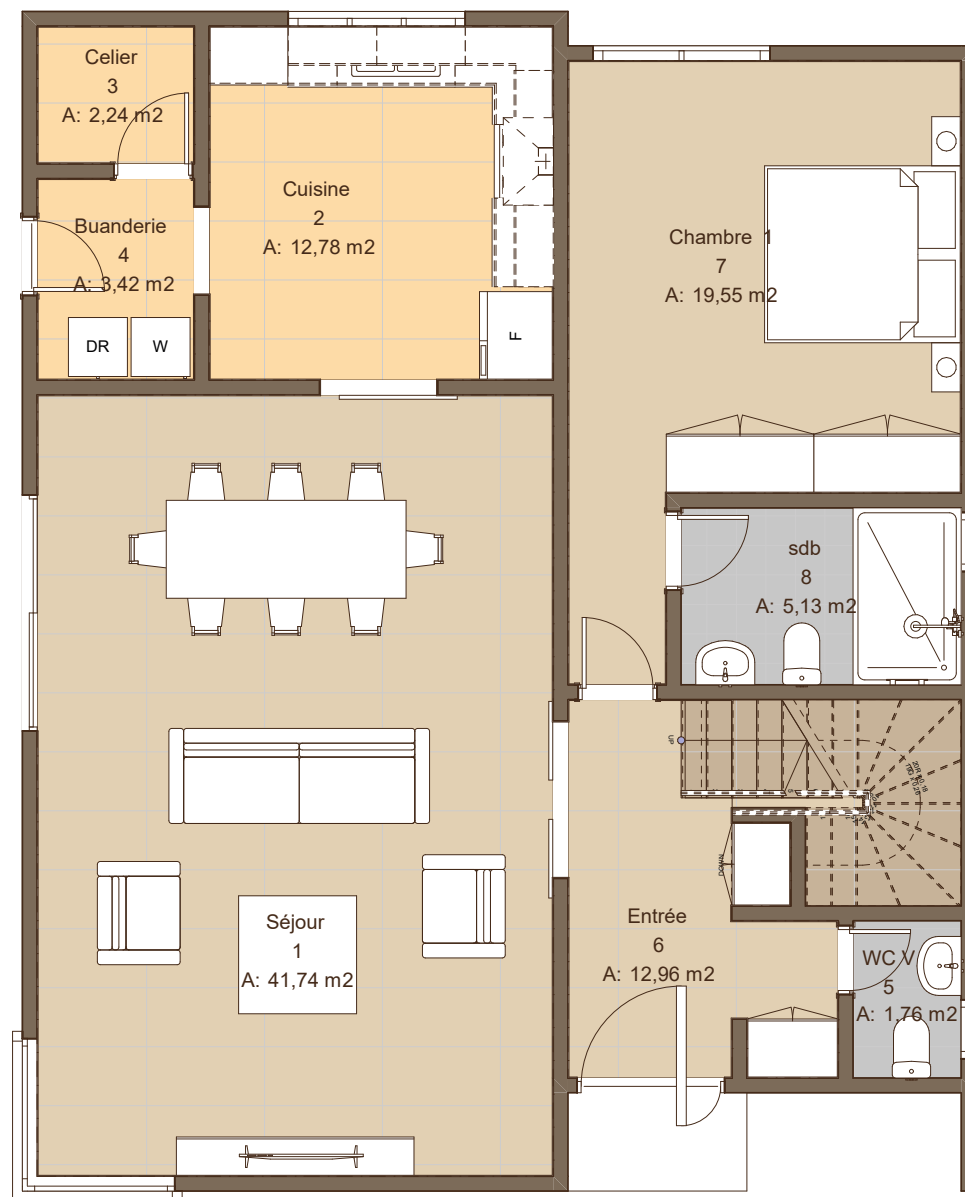 Celier
3
A: 2,24 m2
Cuisine
2
A: 12,78 m2
Buanderie
4
A: 3,42 m2
DR
W
F
Chambre 1
7
A: 19,55 m2
sdb
8
A: 5,13 m2
UP
DOWN
Séjour
1
A: 41,74 m2
Entrée
6
A: 12,96 m2
WC V
5
A: 1,76 m2